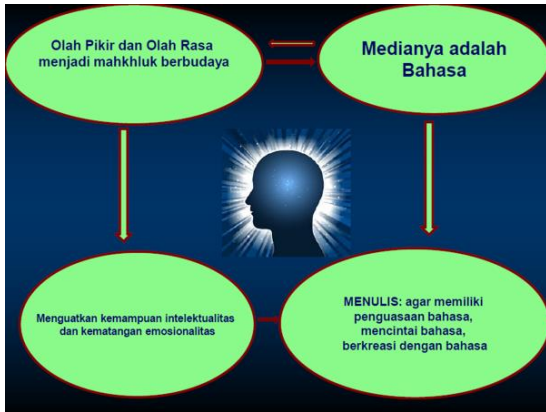 Olah Pikir dan Olah Rasa
menjadi mahkhluk berbudaya
Medianya adalah
Bahasa
Menguatkan kemampuan intelektualitas
dan kematangan emosionalitas
MENULIS: agar memiliki
penguasaan bahasa,
mencintai bahasa,
berkreasi dengan bahasa